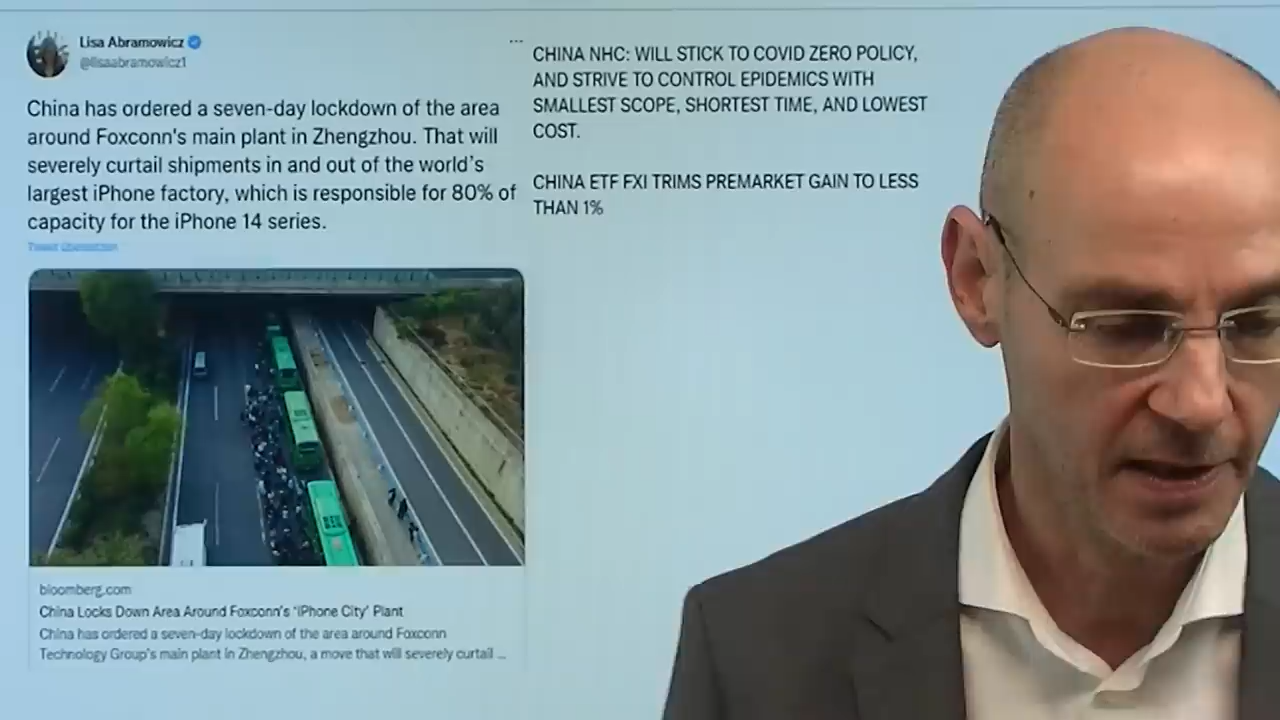 Lisa Abramowicz
@lisaabramowicz1
...
China has ordered a seven-day lockdown of the area
around Foxconn's main plant in Zhengzhou. That will
severely curtail shipments in and out of the world's
largest iPhone factory, which is responsible for 80% of
capacity for the iPhone 14 series.
Tweet übersetzen
bloomberg.com
China Locks Down Area Around Foxconn's 'iPhone City' Plant
China has ordered a seven-day lockdown of the area around Foxconn
Technology Group's main plant in Zhengzhou, a move that will severely curtail ...
CHINA NHC: WILL STICK TO COVID ZERO POLICY,
AND STRIVE TO CONTROL EPIDEMICS WITH
SMALLEST SCOPE, SHORTEST TIME, AND LOWEST
COST.
CHINA ETF FXI TRIMS PREMARKET GAIN TO LESS
THAN 1%